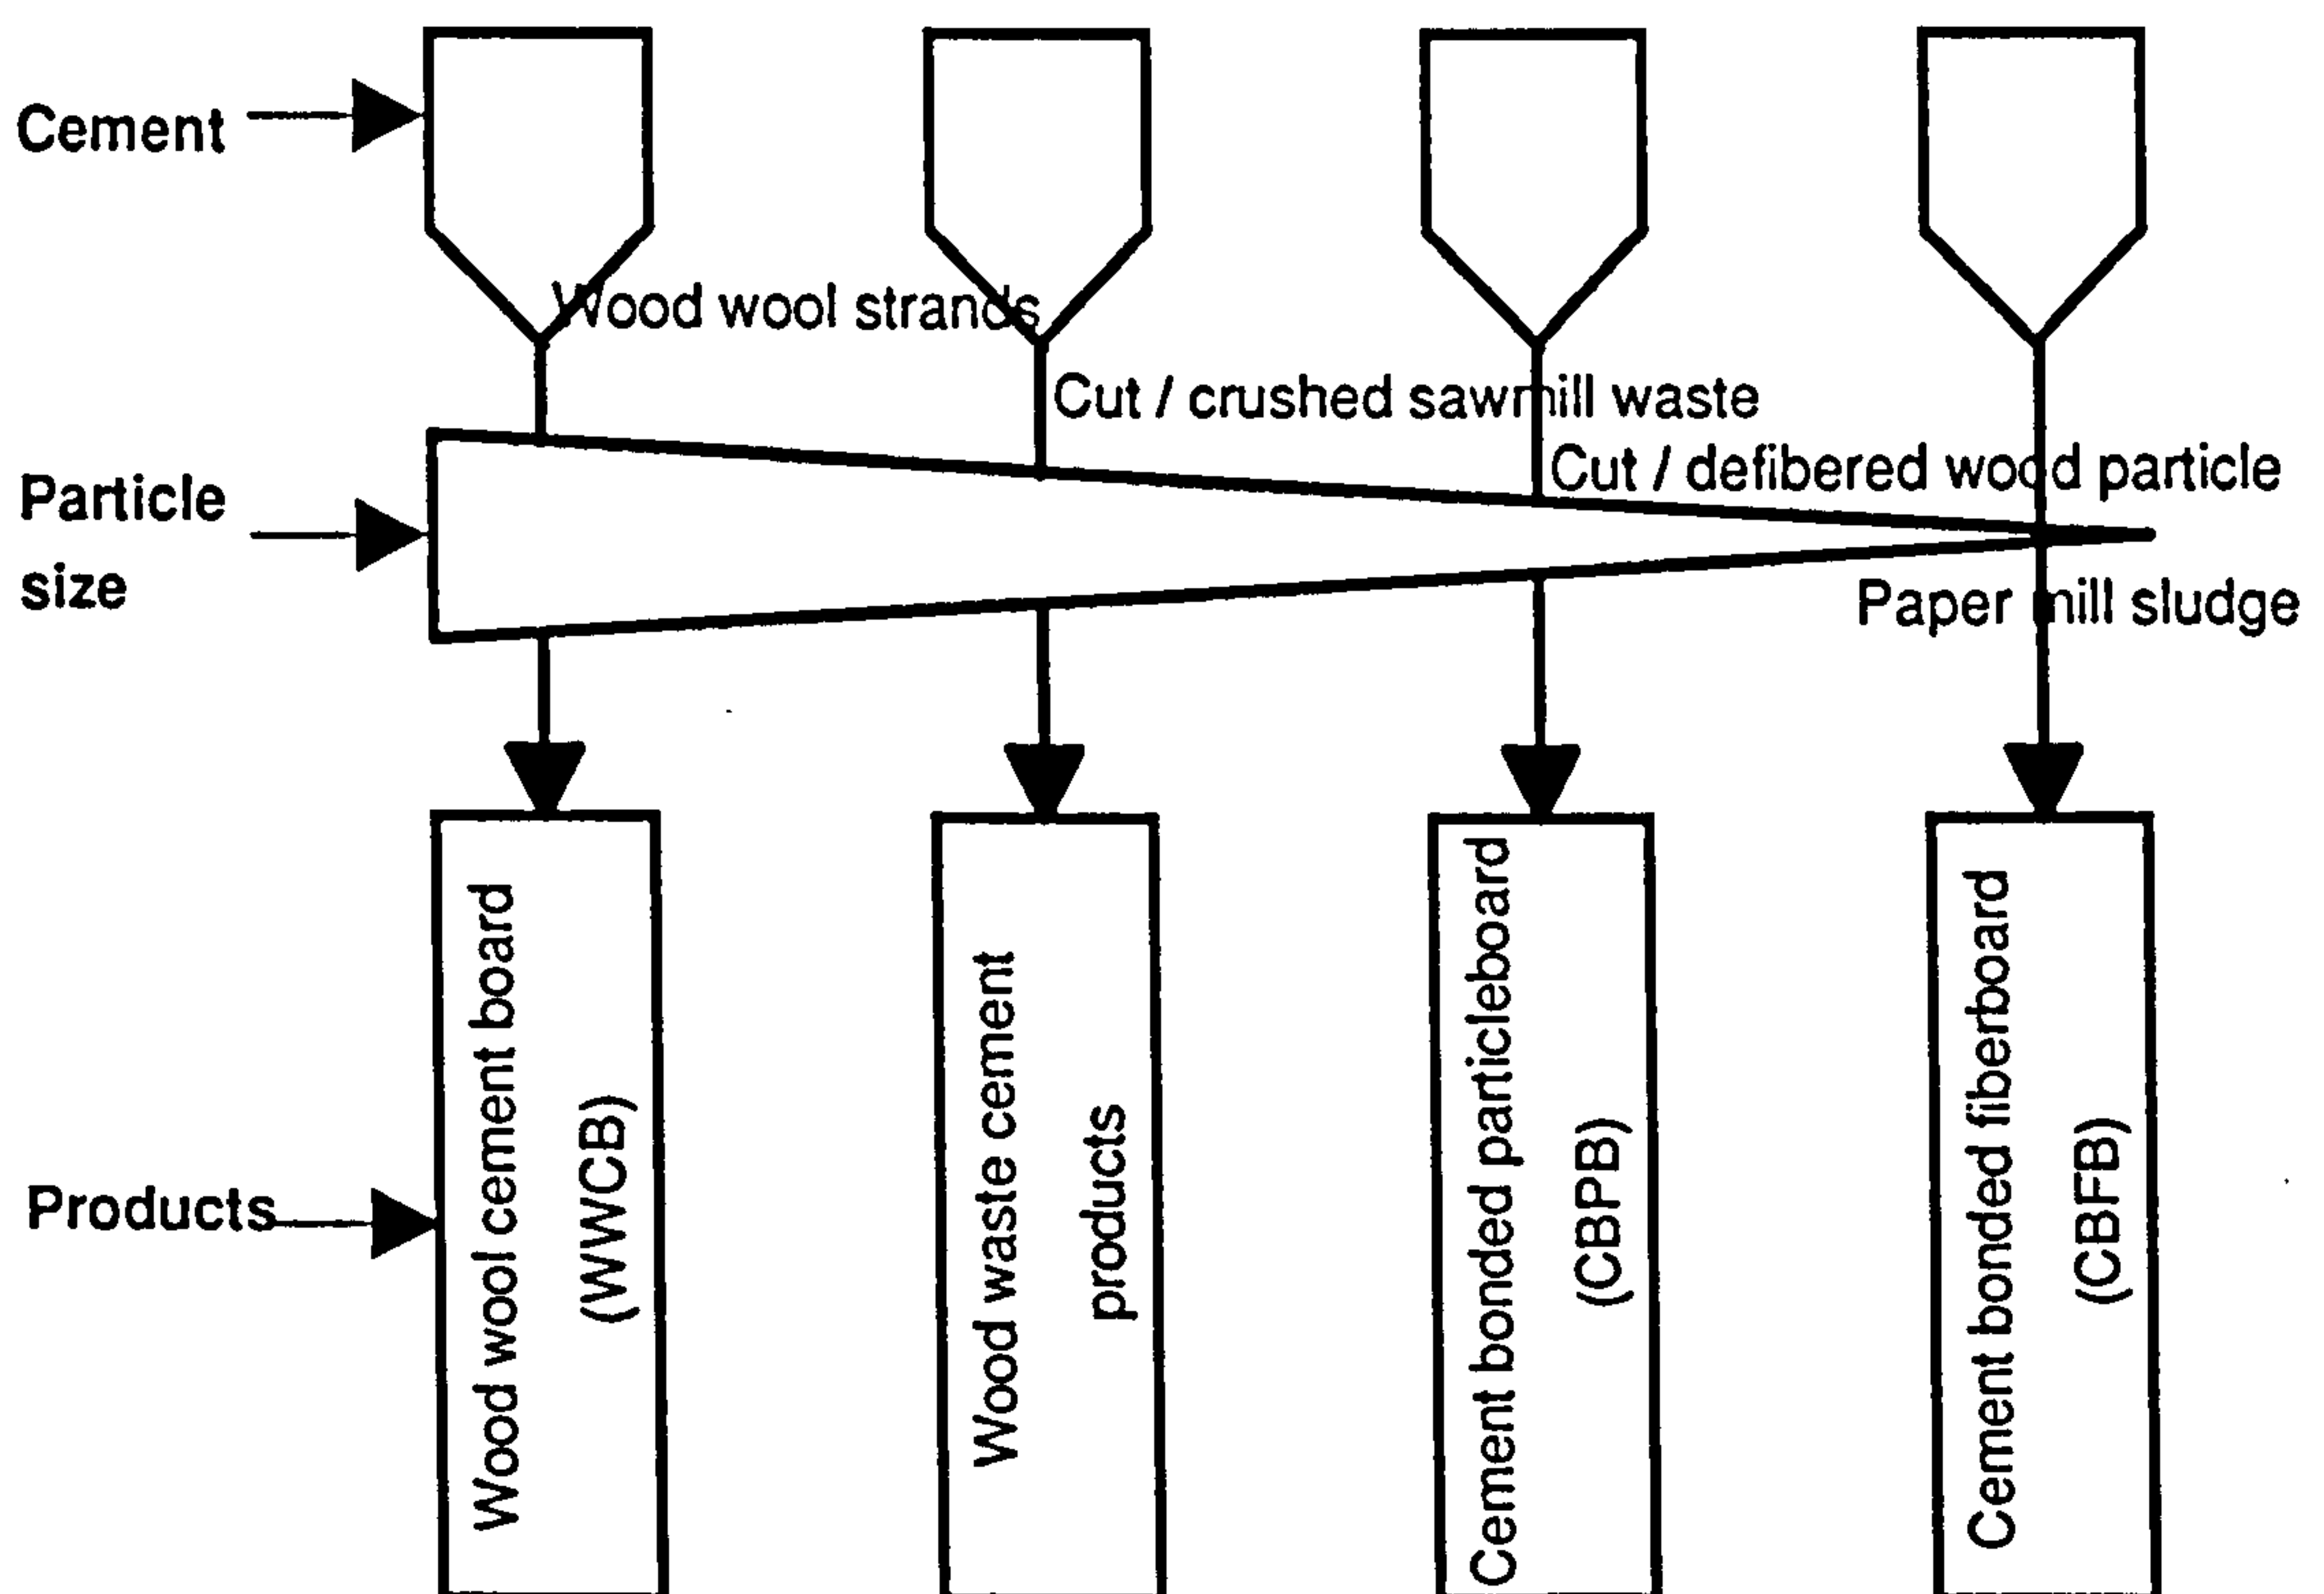 Cement
Wood wool strands
Cut / crushed sawmill waste
Cut / defibered wood particle
Particle
size
Paper mill sludge
Products
Wood wool cement board
(WWCB)
Wood waste cement
products
Cement bonded particleboard
(CBPB)
Cement bonded fiberboard
(CBFB)